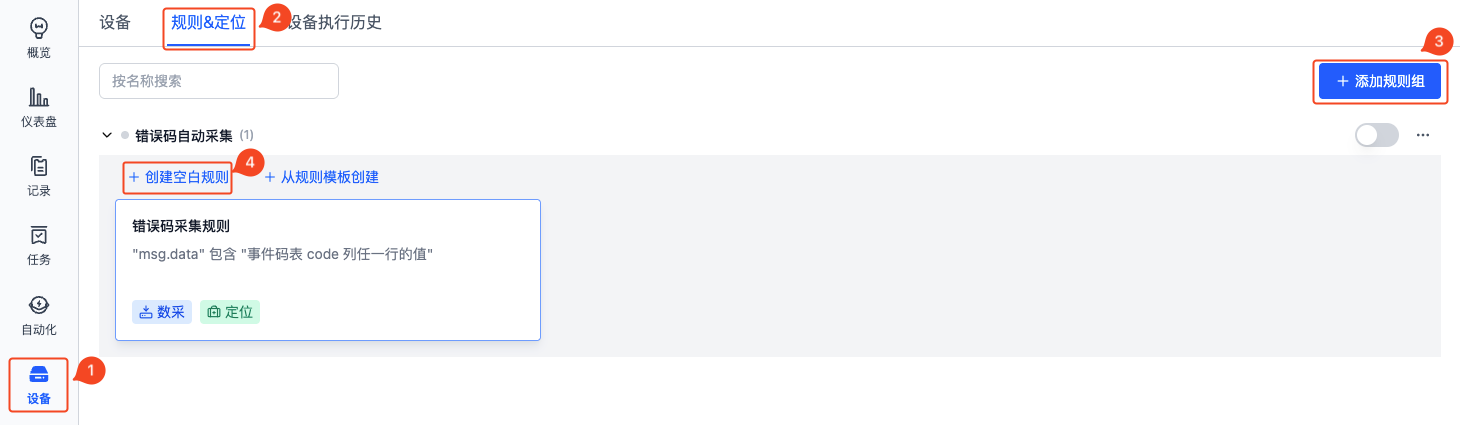 概览
仪表盘
记录
任务
自动化
设备
1
设备
规则&定位
2
设备执行历史
按名称搜索
3
+ 添加规则组
错误码自动采集 (1)
+ 创建空白规则
4
+ 从规则模板创建
错误码采集规则
"msg.data" 包含 "事件码表 code 列任一行的值"
数采
定位